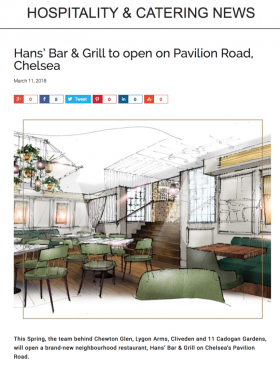 HOSPITALITY & CATERING NEWS
Hans' Bar & Grill to open on Pavilion Road,
Chelsea
March 11, 2018
0
0
Tweet
0
0
0
This Spring, the team behind Chewton Glen, Lygon Arms, Cliveden and 11 Cadogan Gardens,
will open a brand-new neighbourhood restaurant, Hans' Bar & Grill on Chelsea's Pavilion
Road.